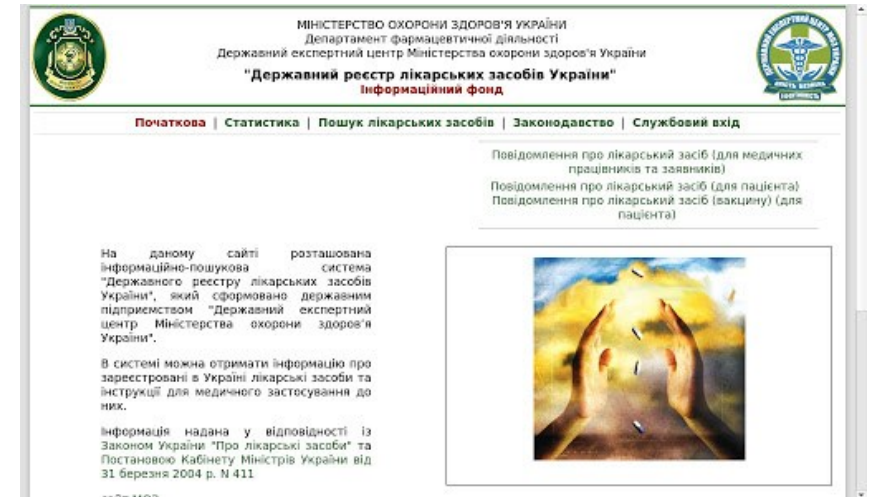 МІНІСТЕРСТВО ОХОРОНИ ЗДОРОВ'Я УКРАЇНИ
Департамент фармацевтичної діяльності
Державний експертний центр Міністерства охорони здоров'я України
"Державний реєстр лікарських засобів України"
Інформаційний фонд
Початкова | Статистика | Пошук лікарських засобів | Законодавство | Службовий вхід
Повідомлення про лікарський засіб (для медичних
працівників та заявників)
Повідомлення про лікарський засіб (для пацієнта)
Повідомлення про лікарський засіб (вакцину) (для
пацієнта)
На даному сайті розташована
інформаційно-пошукова система
"Державного реєстру лікарських засобів
України", який сформовано державним
підприємством "Державний експертний
центр Міністерства охорони здоров'я
України".
В системі можна отримати інформацію про
зареєстровані в Україні лікарські засоби та
інструкції для медичного застосування до
них.
Інформація надана у відповідності із
Законом України "Про лікарські засоби" та
Постановою Кабінету Міністрів України від
31 березня 2004 р. N 411